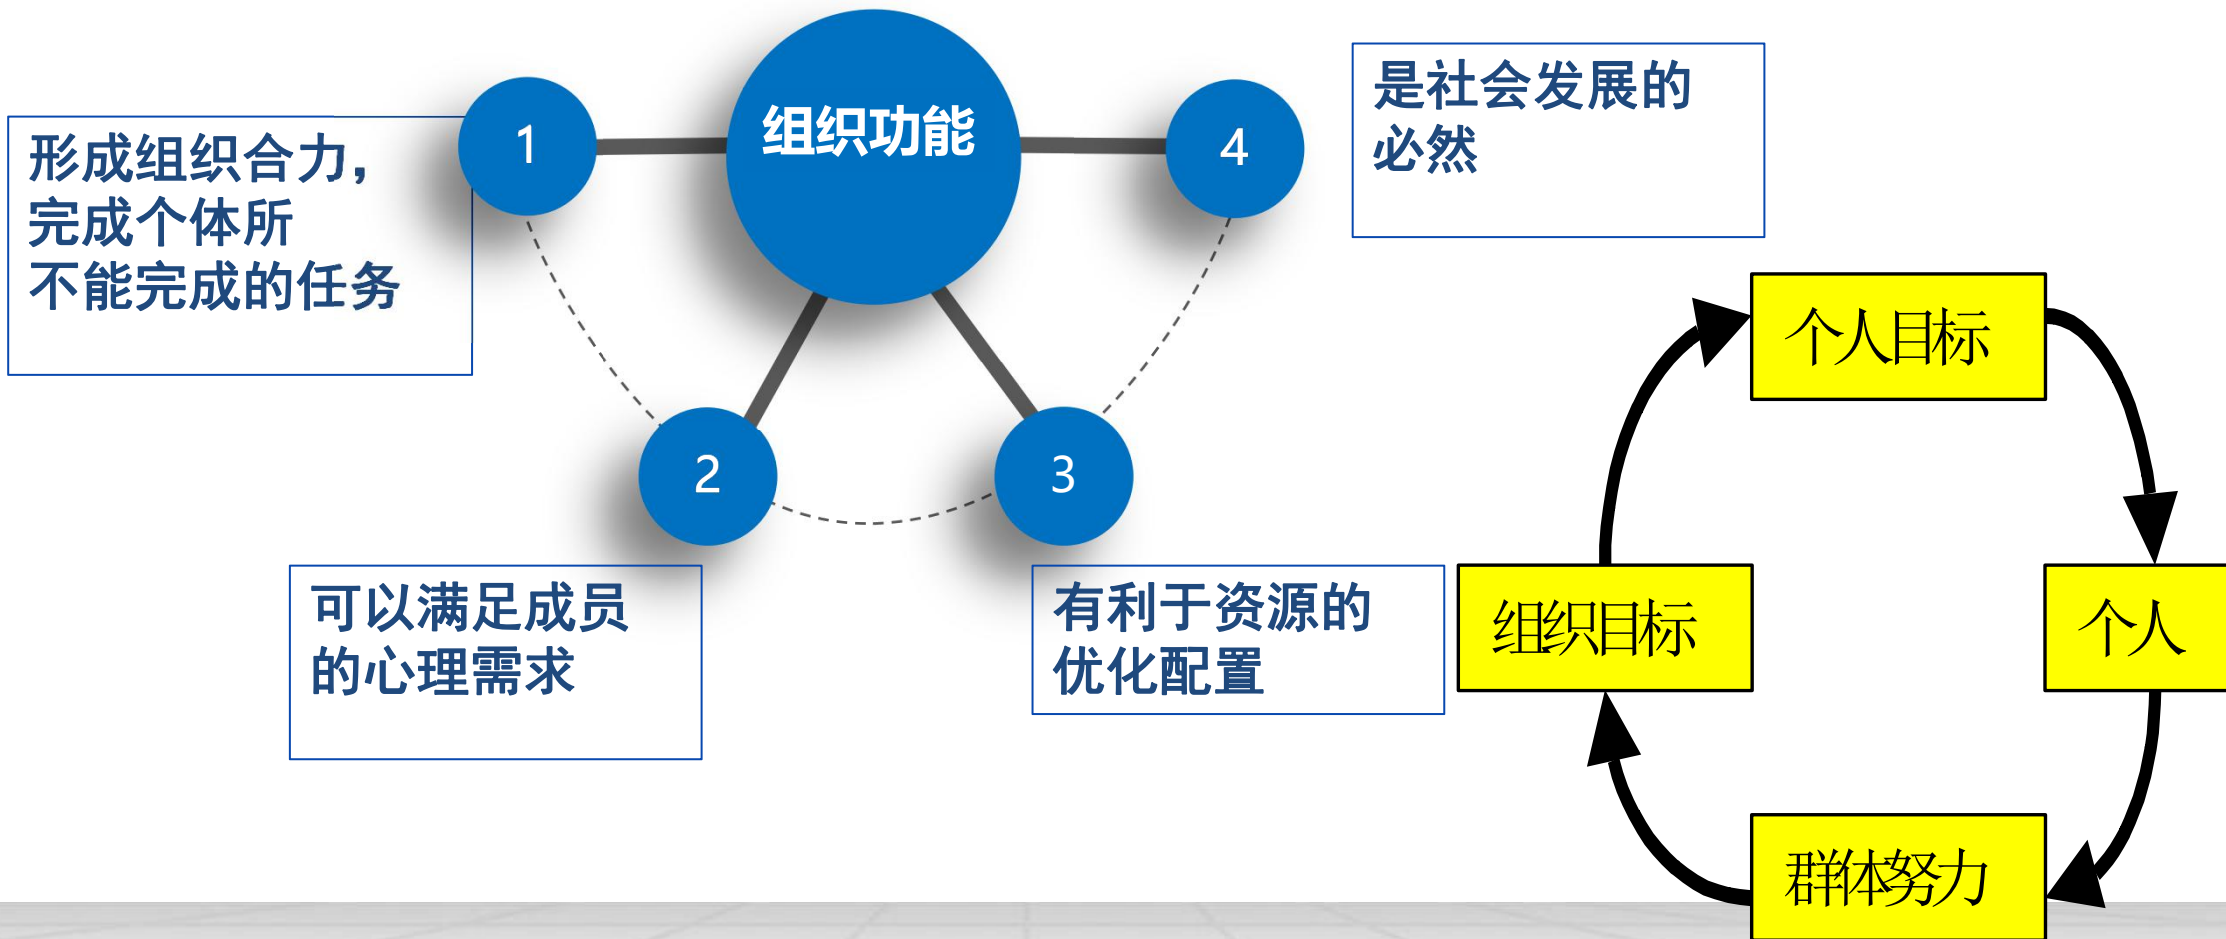 组织功能
1
形成组织合力，
完成个体所
不能完成的任务
2
可以满足成员
的心理需求
3
有利于资源的
优化配置
4
是社会发展的
必然
个人目标
个人
群体努力
组织目标